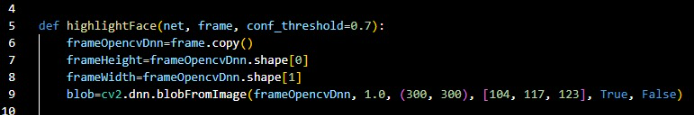 4
5 def highlightFace(net, frame, conf_threshold=0.7):
6     frameOpencvDnn=frame.copy()
7     frameHeight=frameOpencvDnn.shape[0]
8     frameWidth=frameOpencvDnn.shape[1]
9     blob=cv2.dnn.blobFromImage(frameOpencvDnn, 1.0, (300, 300), [104, 117, 123], True, False)
10